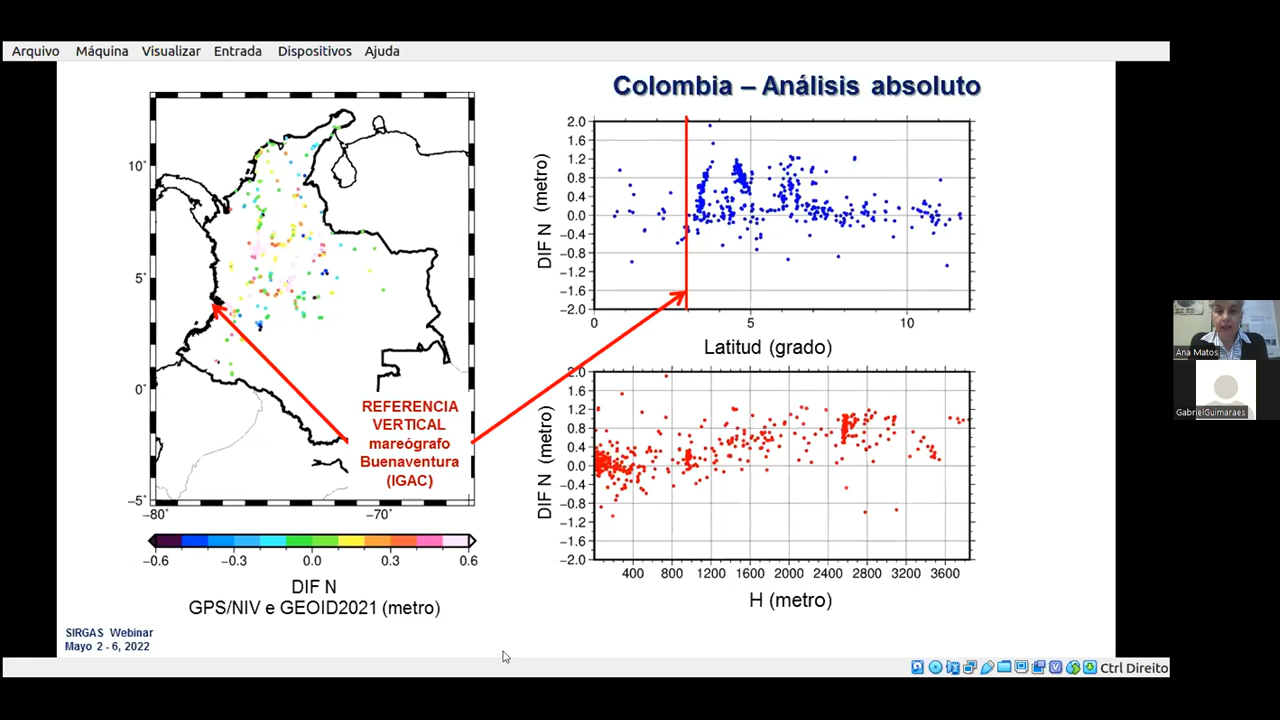 Arquivo Máquina Visualizar Entrada Dispositivos Ajuda
Colombia – Análisis absoluto
10°
5°
0°
−5°
−80° −70°
REFERENCIA
VERTICAL
mareógrafo
Buenaventura
(IGAC)
−0.6 −0.3 0.0 0.3 0.6
DIF N
GPS/NIV e GEOID2021 (metro)
SIRGAS Webinar
Mayo 2 - 6, 2022
DIF N (metro)
2.0
1.6
1.2
0.8
0.4
0.0
−0.4
−0.8
−1.2
−1.6
−2.0
0 5 10
Latitud (grado)
DIF N (metro)
2.0
1.6
1.2
0.8
0.4
0.0
−0.4
−0.8
−1.2
−1.6
−2.0
400 800 1200 1600 2000 2400 2800 3200 3600
H (metro)
Ana Matos
GabrielGuimaraes
Ctrl Direito